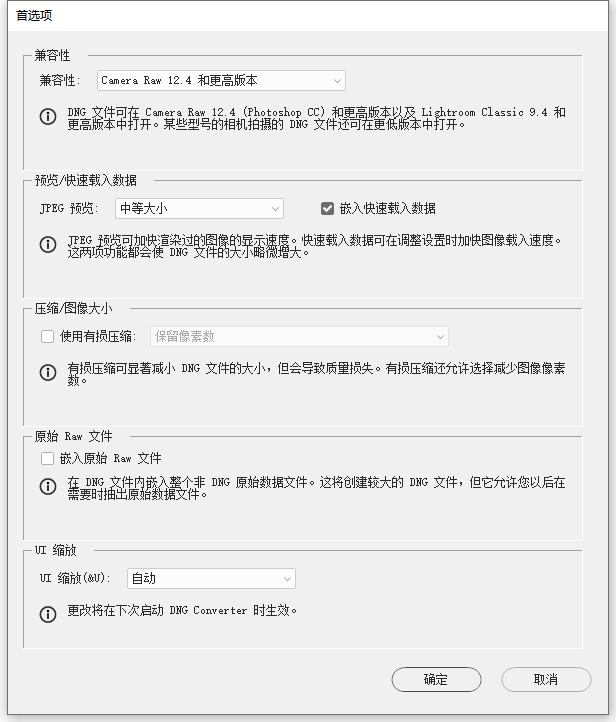 首选项
兼容性
兼容性: Camera Raw 12.4 和更高版本
DNG 文件可在 Camera Raw 12.4 (Photoshop CC) 和更高版本以及 Lightroom Classic 9.4 和
更高版本中打开。某些型号的相机拍摄的 DNG 文件还可在更低版本中打开。
预览/快速载入数据
JPEG 预览: 中等大小 嵌入快速载入数据
JPEG 预览可加快渲染过的图像的显示速度。快速载入数据可在调整设置时加快图像载入速度。
这两项功能都会使 DNG 文件的大小略微增大。
压缩/图像大小
使用有损压缩: 保留像素数
有损压缩可显著减小 DNG 文件的大小，但会导致质量损失。有损压缩还允许选择减少图像像素
数。
原始 Raw 文件
嵌入原始 Raw 文件
在 DNG 文件内嵌入整个非 DNG 原始数据文件。这将创建较大的 DNG 文件，但它允许您以后在
需要时抽出原始数据文件。
UI 缩放
UI 缩放(&U): 自动
更改将在下次启动 DNG Converter 时生效。
确定 取消